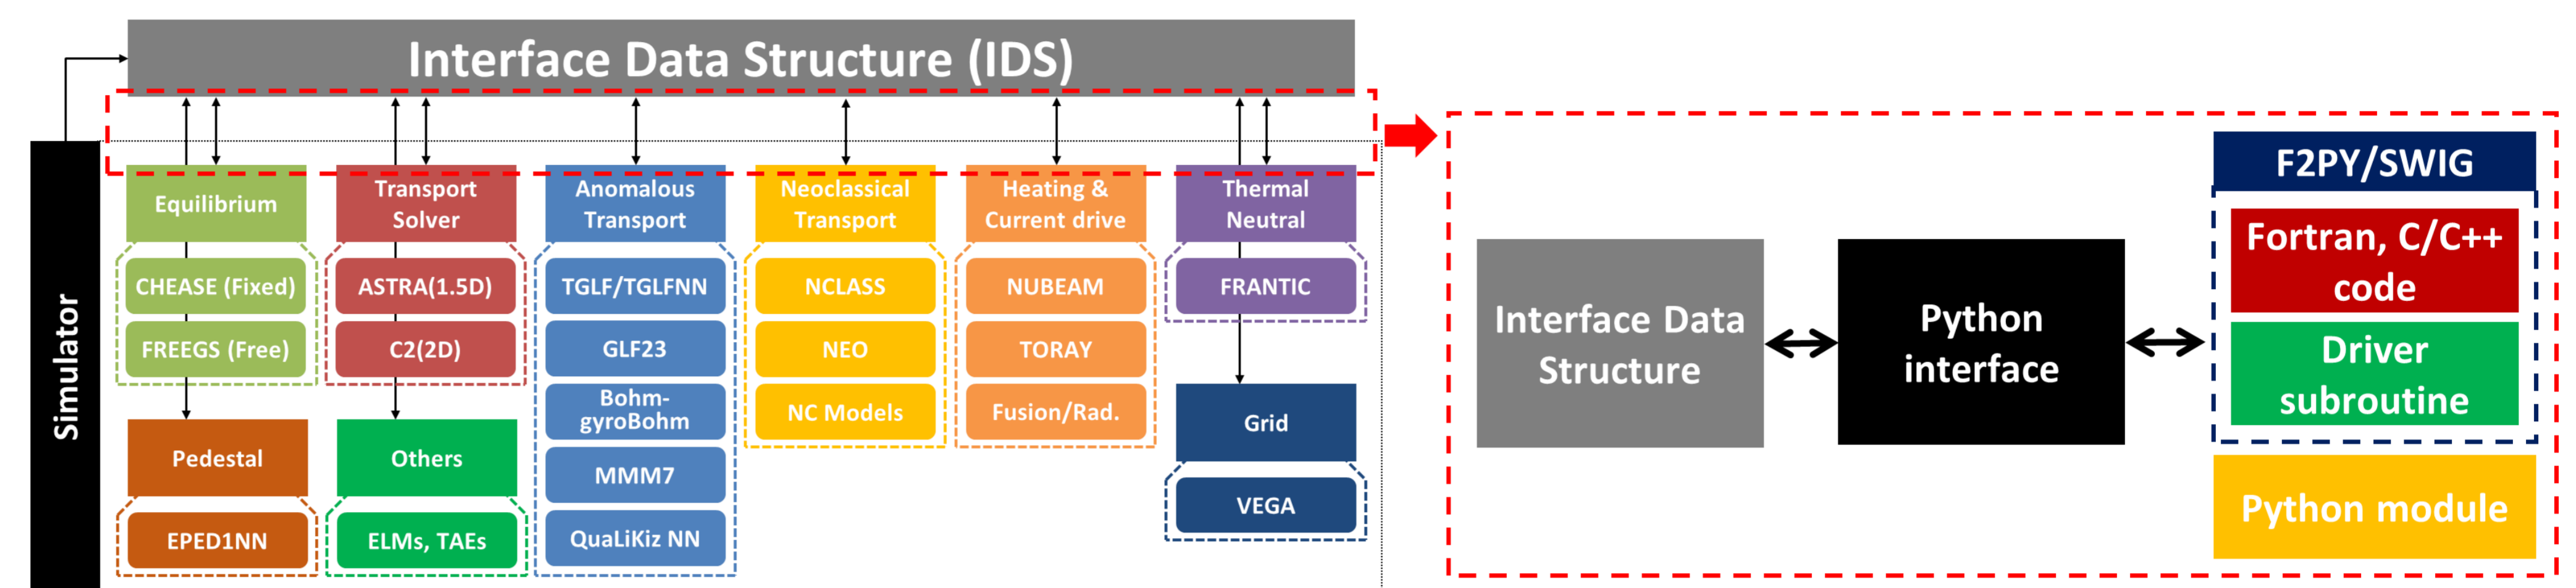 Interface Data Structure (IDS)
Simulator
Equilibrium
CHEASE (Fixed)
FREEGS (Free)
Pedestal
EPED1NN
Transport
Solver
ASTRA(1.5D)
C2(2D)
Others
ELMs, TAEs
Anomalous
Transport
TGLF/TGLFNN
GLF23
Bohm-
gyroBohm
MMM7
QuaLiKiz NN
Neoclassical
Transport
NCLASS
NEO
NC Models
Heating &
Current drive
NUBEAM
TORAY
Fusion/Rad.
Thermal
Neutral
FRANTIC
Grid
VEGA
Interface Data
Structure
Python
interface
F2PY/SWIG
Fortran, C/C++
code
Driver
subroutine
Python module